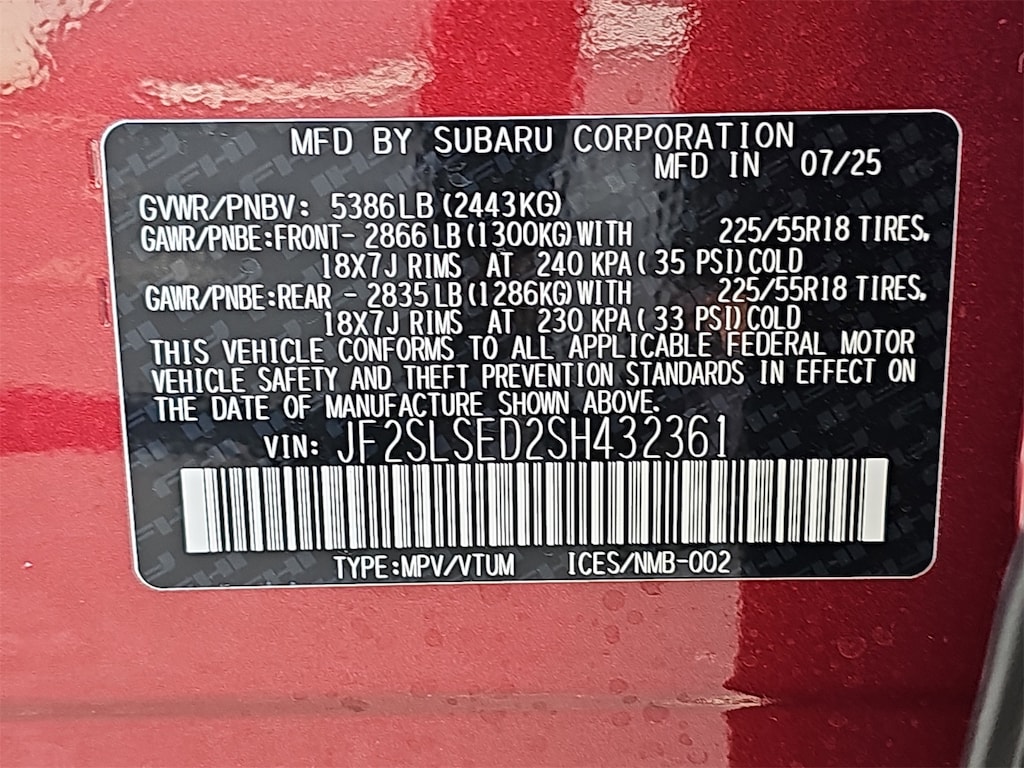 MFD BY SUBARU CORPORATION
MFD IN 07/25
GVWR/PNBV: 5386LB (2443KG)
GAWR/PNBE:FRONT- 2866 LB (1300KG) WITH 225/55R18 TIRES,
18X7J RIMS AT 240 KPA ( 35 PSI) COLD
GAWR/PNBE:REAR - 2835 LB (1286KG) WITH 225/55R18 TIRES,
18X7J RIMS AT 230 KPA ( 33 PSI) COLD
THIS VEHICLE CONFORMS TO ALL APPLICABLE FEDERAL MOTOR
VEHICLE SAFETY AND THEFT PREVENTION STANDARDS IN EFFECT ON
THE DATE OF MANUFACTURE SHOWN ABOVE.
VIN: JF2SLSED2SH432361
TYPE:MPV/VTUM ICES/NMB-002